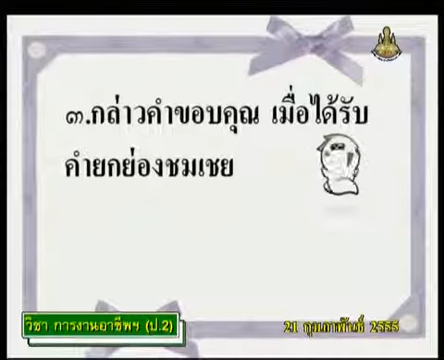 ๓.กล่าวคำขอบคุณ เมื่อได้รับ
คำยกย่องชมเชย
วิชา การงานอาชีพฯ (ป.2)
21 กุมภาพันธ์ 2555